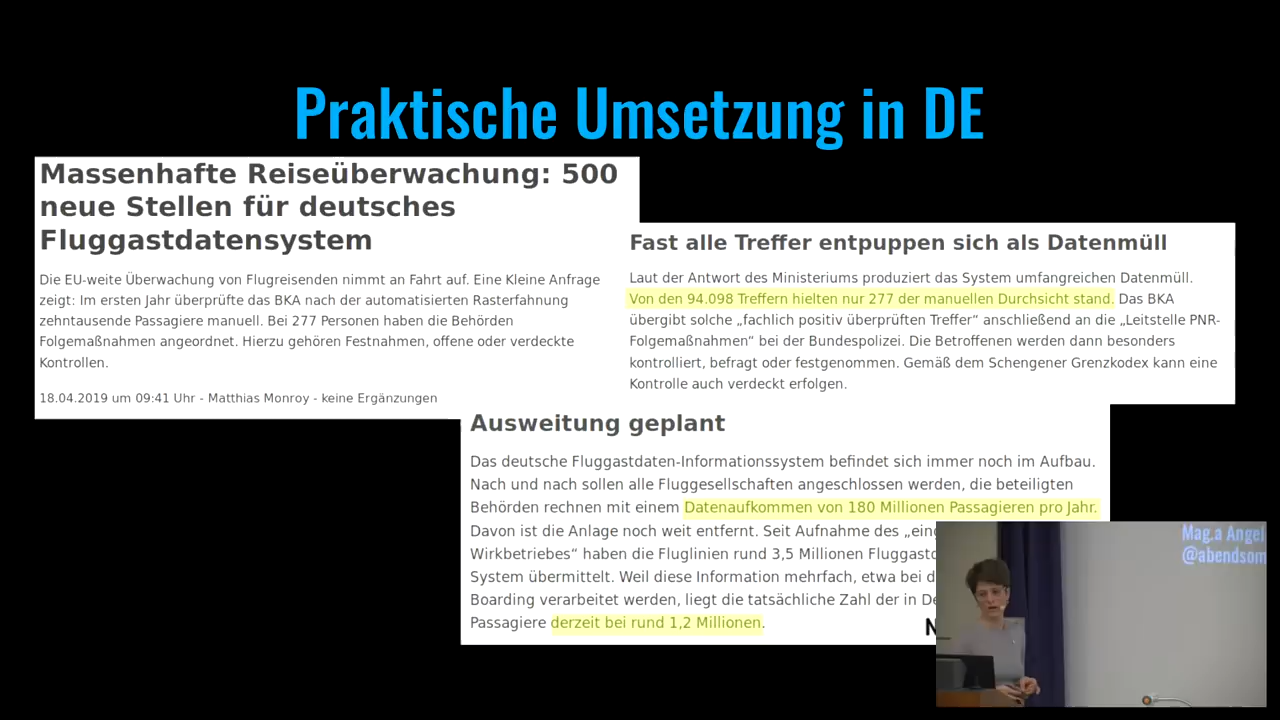 Praktische Umsetzung in DE
Massenhafte Reiseüberwachung: 500
neue Stellen für deutsches
Fluggastdatensystem
Die EU-weite Überwachung von Flugreisenden nimmt an Fahrt auf. Eine Kleine Anfrage
zeigt: Im ersten Jahr überprüfte das BKA nach der automatisierten Rasterfahnung
zehntausende Passagiere manuell. Bei 277 Personen haben die Behörden
Folgemaßnahmen angeordnet. Hierzu gehören Festnahmen, offene oder verdeckte
Kontrollen.
18.04.2019 um 09:41 Uhr - Matthias Monroy - keine Ergänzungen
Fast alle Treffer entpuppen sich als Datenmüll
Laut der Antwort des Ministeriums produziert das System umfangreichen Datenmüll.
Von den 94.098 Treffern hielten nur 277 der manuellen Durchsicht stand. Das BKA
übergibt solche „fachlich positiv überprüften Treffer“ anschließend an die „Leitstelle PNR-
Folgemaßnahmen“ bei der Bundespolizei. Die Betroffenen werden dann besonders
kontrolliert, befragt oder festgenommen. Gemäß dem Schengener Grenzkodex kann eine
Kontrolle auch verdeckt erfolgen.
Ausweitung geplant
Das deutsche Fluggastdaten-Informationssystem befindet sich immer noch im Aufbau.
Nach und nach sollen alle Fluggesellschaften angeschlossen werden, die beteiligten
Behörden rechnen mit einem Datenaufkommen von 180 Millionen Passagieren pro Jahr.
Davon ist die Anlage noch weit entfernt. Seit Aufnahme des
Wirkbetriebes“ haben die Fluglinien rund 3,5 Millionen
System übermittelt. Weil diese Information mehrfach, etwa bei
Boarding verarbeitet werden, liegt die tatsächliche Zahl der in
Passagiere derzeit bei rund 1,2 Millionen.
Mag.a